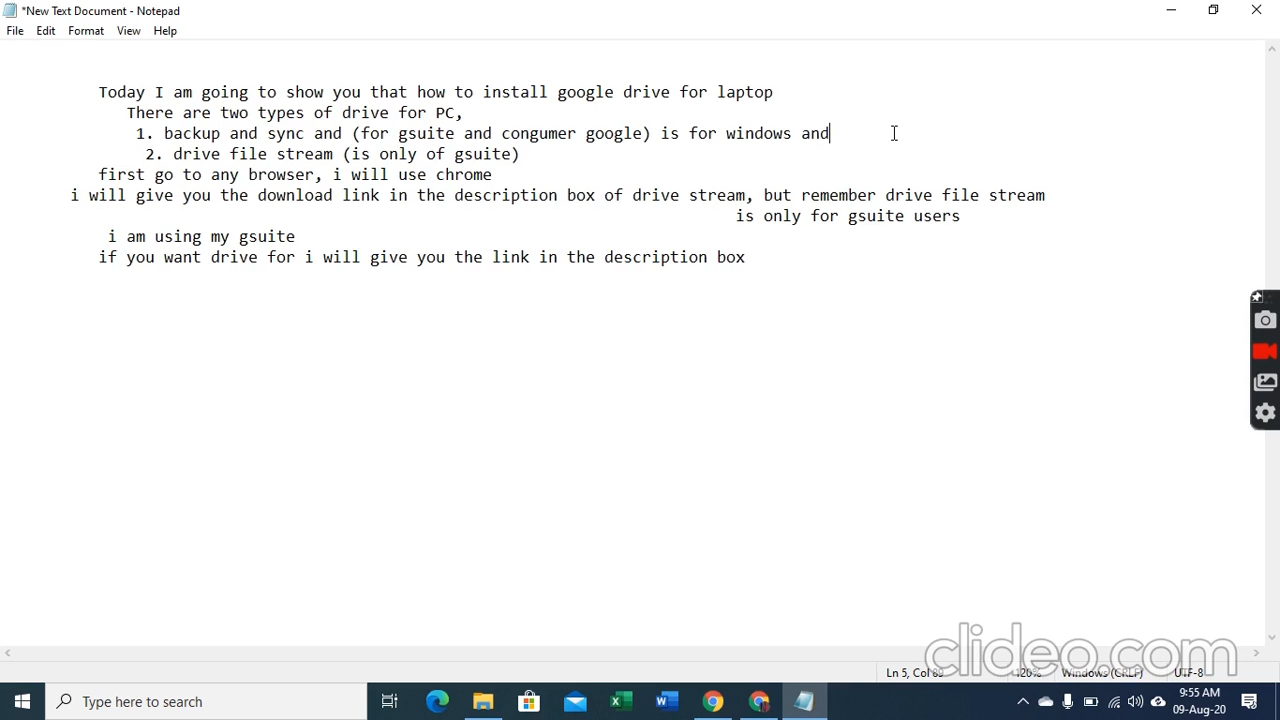 *New Text Document - Notepad
File Edit Format View Help
Today I am going to show you that how to install google drive for laptop
There are two types of drive for PC,
1. backup and sync and (for gsuite and congumer google) is for windows and
2. drive file stream (is only of gsuite)
first go to any browser, i will use chrome
i will give you the download link in the description box of drive stream, but remember drive file stream
is only for gsuite users
i am using my gsuite
if you want drive for i will give you the link in the description box
clideo.com
Ln 5, Col 89 120% Windows (CRLF) UTF-8
Type here to search
9:55 AM
09-Aug-20